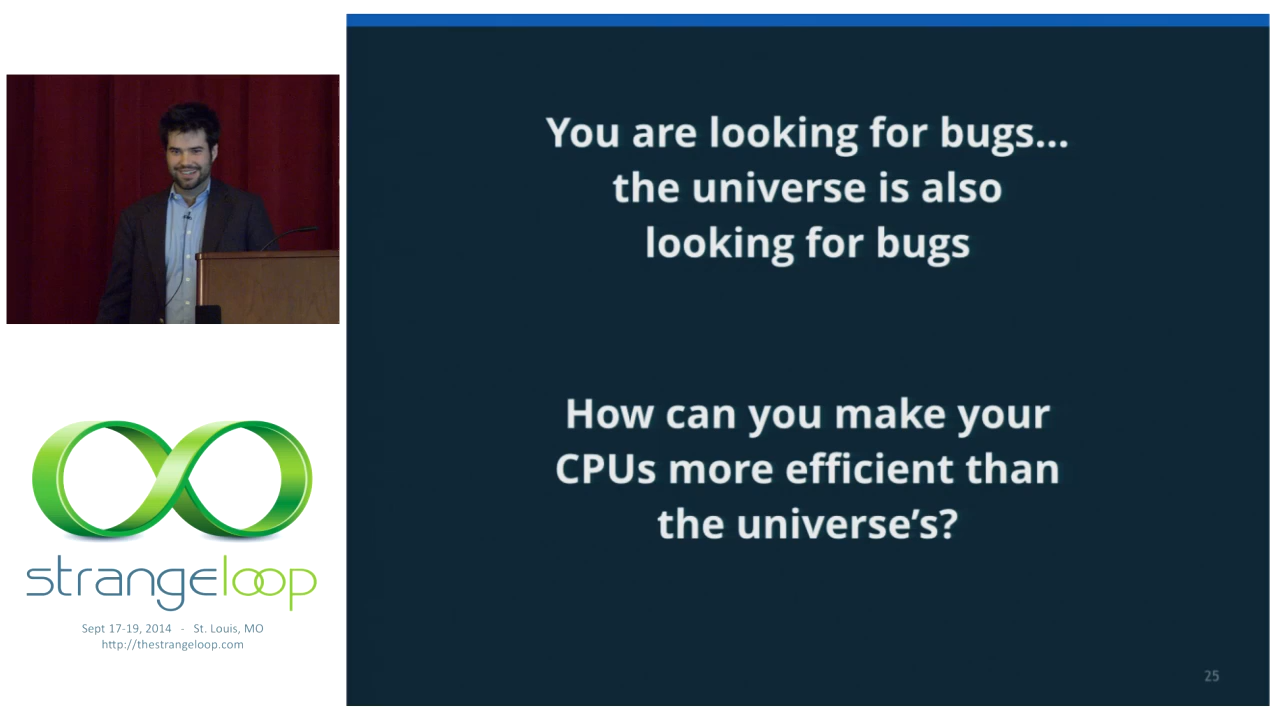 You are looking for bugs...
the universe is also
looking for bugs
How can you make your
CPUs more efficient than
the universe's?
25
strangeloop
Sept 17-19, 2014 - St. Louis, MO
http://thestrangeloop.com